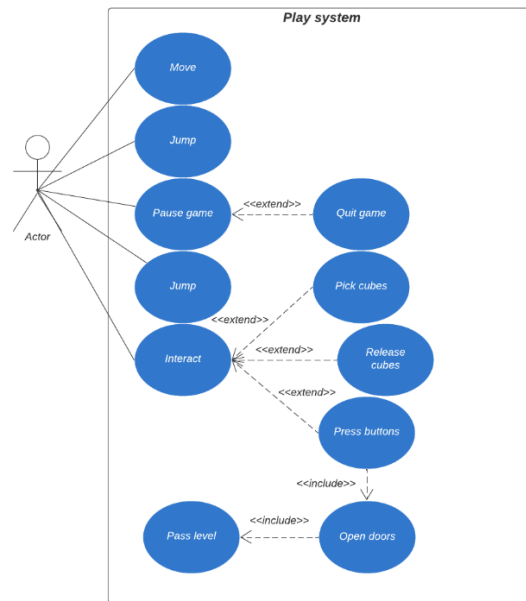 Play system
Move
Jump
Pause game
<<extend>>
Quit game
Actor
Jump
Pick cubes
<<extend>>
Interact
<<extend>>
Release
cubes
<<extend>>
Press buttons
<<include>>
Pass level
<<include>>
Open doors